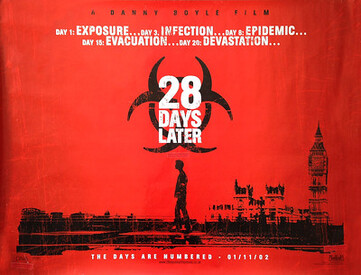 A DANNY BOYLE FILM
DAY 1: EXPOSURE...DAY 3: INFECTION...DAY 8: EPIDEMIC...
DAY 15: EVACUATION...DAY 20: DEVASTATION...
28
DAYS
LATER
THE DAYS ARE NUMBERED - 01/11/02